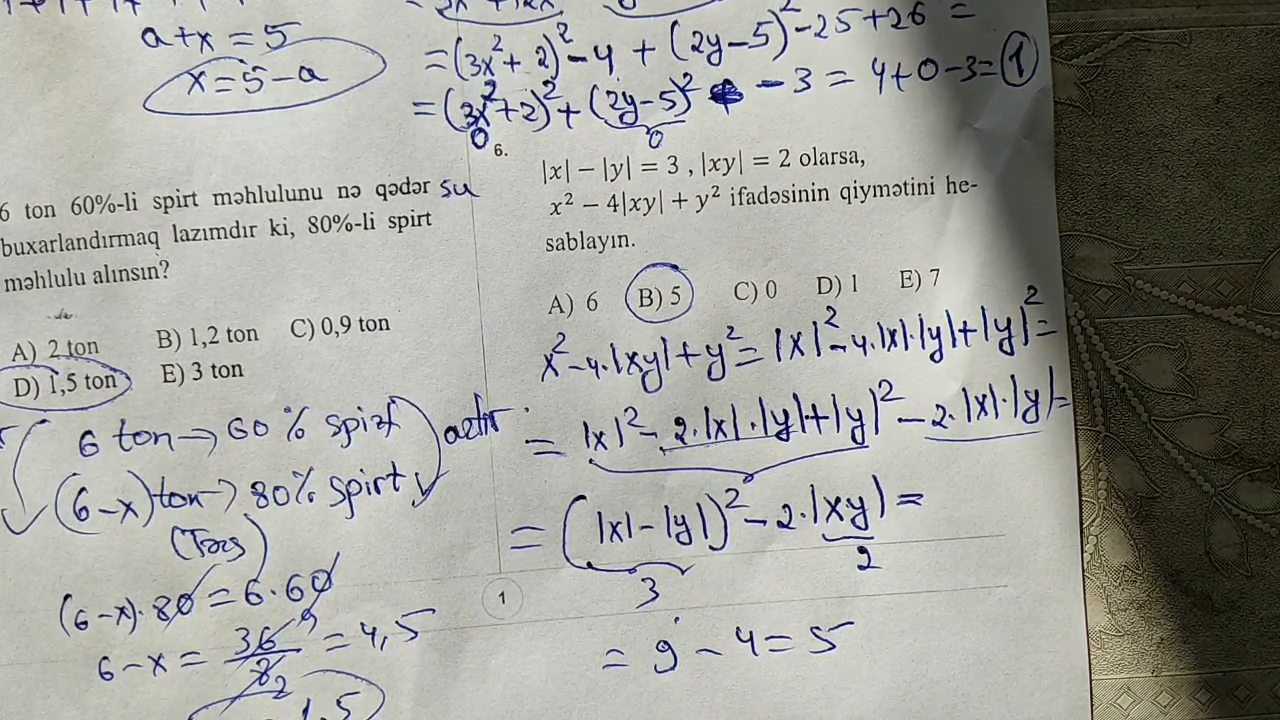 a+x=5
x=5-a
=(3x²+2)²-4+(2y-5)²-25+26=
=(3x²+2)²+(2y-5)² -3=4+0-3=1
0
0
6 ton 60%-li spirt məhlulunu nə qədər su
buxarlandırmaq lazımdır ki, 80%-li spirt
məhlulu alınsın?
A) 2 ton B) 1,2 ton C) 0,9 ton
D) 1,5 ton E) 3 ton
6 ton → 60% spirt
(6-x) ton → 80% spirt
(Tərs)
(6-x)·80=6·60
6-x=36/8=4,5
9
2
1,5
6.
|x| − |y| = 3 , |xy| = 2 olarsa,
x² − 4|xy| + y² ifadəsinin qiymətini he-
sablayın.
A) 6 B) 5 C) 0 D) 1 E) 7
x²-4·|xy|+y²=|x|²-4·|x|·|y|+|y|²=
=|x|²-2·|x|·|y|+|y|²-2·|x|·|y|=
=(|x|-|y|)²-2·|xy|=
3
2
=9-4=5
1